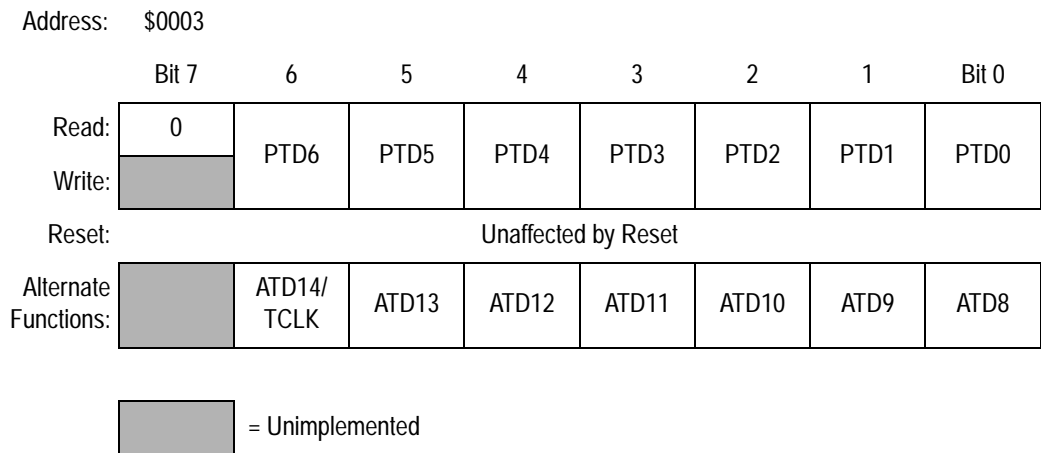 Address: $0003
Bit 7 6 5 4 3 2 1 Bit 0
Read: 0 PTD6 PTD5 PTD4 PTD3 PTD2 PTD1 PTD0
Write:
Reset: Unaffected by Reset
Alternate Functions: ATD14/ TCLK ATD13 ATD12 ATD11 ATD10 ATD9 ATD8
= Unimplemented